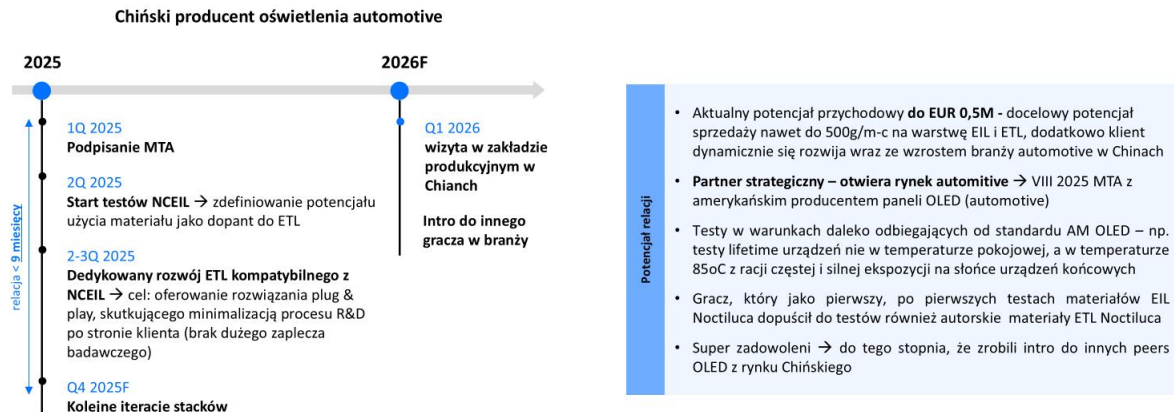 Chiński producent oświetlenia automotive
2025
2026F
relacja < 9 miesięcy
1Q 2025
Podpisanie MTA
2Q 2025
Start testów NCEIL → zdefiniowanie potencjału
użycia materiału jako dopant do ETL
2-3Q 2025
Dedykowany rozwój ETL kompatybilnego z
NCEIL → cel: oferowanie rozwiązania plug &
play, skutkującego minimalizacją procesu R&D
po stronie klienta (brak dużego zaplecza
badawczego)
Q4 2025F
Kolejne iteracje stacków
Q1 2026
wizyta w zakładzie
produkcyjnym w
Chianch
Intro do innego
gracza w branży
Potencjał relacji
• Aktualny potencjał przychodowy do EUR 0,5M - docelowy potencjał
sprzedaży nawet do 500g/m-c na warstwę EIL i ETL, dodatkowo klient
dynamicznie się rozwija wraz ze wzrostem branży automotive w Chinach
• Partner strategiczny – otwiera rynek automitive → VIII 2025 MTA z
amerykańskim producentem paneli OLED (automotive)
• Testy w warunkach daleko odbiegających od standardu AM OLED – np.
testy lifetime urządzeń nie w temperaturze pokojowej, a w temperaturze
85oC z racji częstej i silnej ekspozycji na słońce urządzeń końcowych
• Gracz, który jako pierwszy, po pierwszych testach materiałów EIL
Noctiluca dopuścił do testów również autorskie materiały ETL Noctiluca
• Super zadowoleni → do tego stopnia, że zrobili intro do innych peers
OLED z rynku Chińskiego